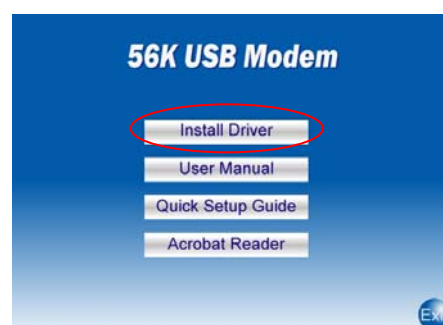 56K USB Modem
Install Driver
User Manual
Quick Setup Guide
Acrobat Reader